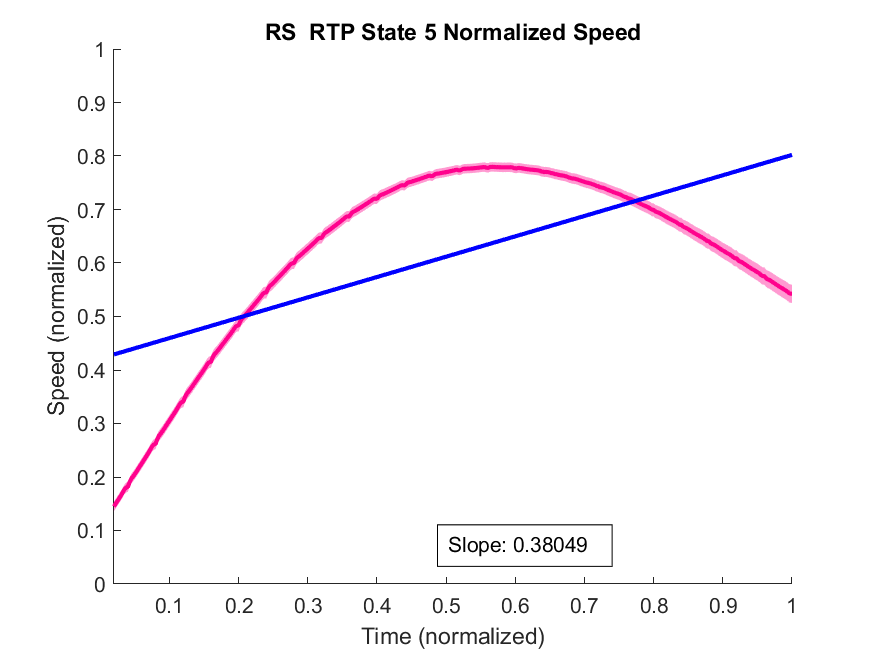 RS  RTP State 5 Normalized Speed
1
0.9
0.8
0.7
0.6
0.5
0.4
0.3
0.2
0.1
0
Speed (normalized)
Slope: 0.38049
0.1 0.2 0.3 0.4 0.5 0.6 0.7 0.8 0.9 1
Time (normalized)